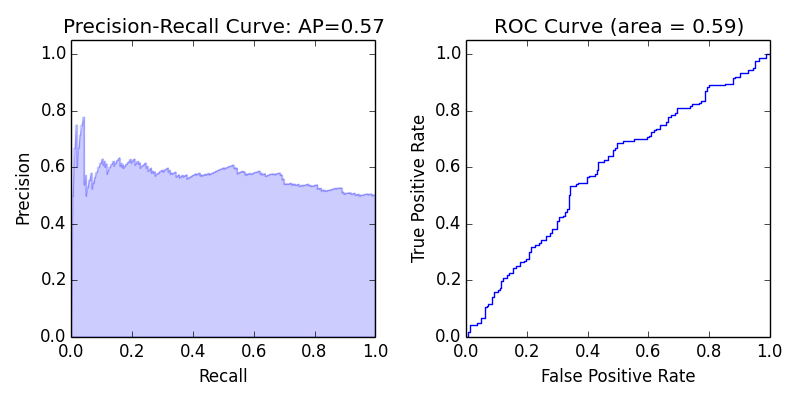 Precision-Recall Curve: AP=0.57
1.0
0.8
0.6
0.4
0.2
0.0
Precision
0.0 0.2 0.4 0.6 0.8 1.0
Recall
ROC Curve (area = 0.59)
1.0
0.8
0.6
0.4
0.2
0.0
True Positive Rate
0.0 0.2 0.4 0.6 0.8 1.0
False Positive Rate